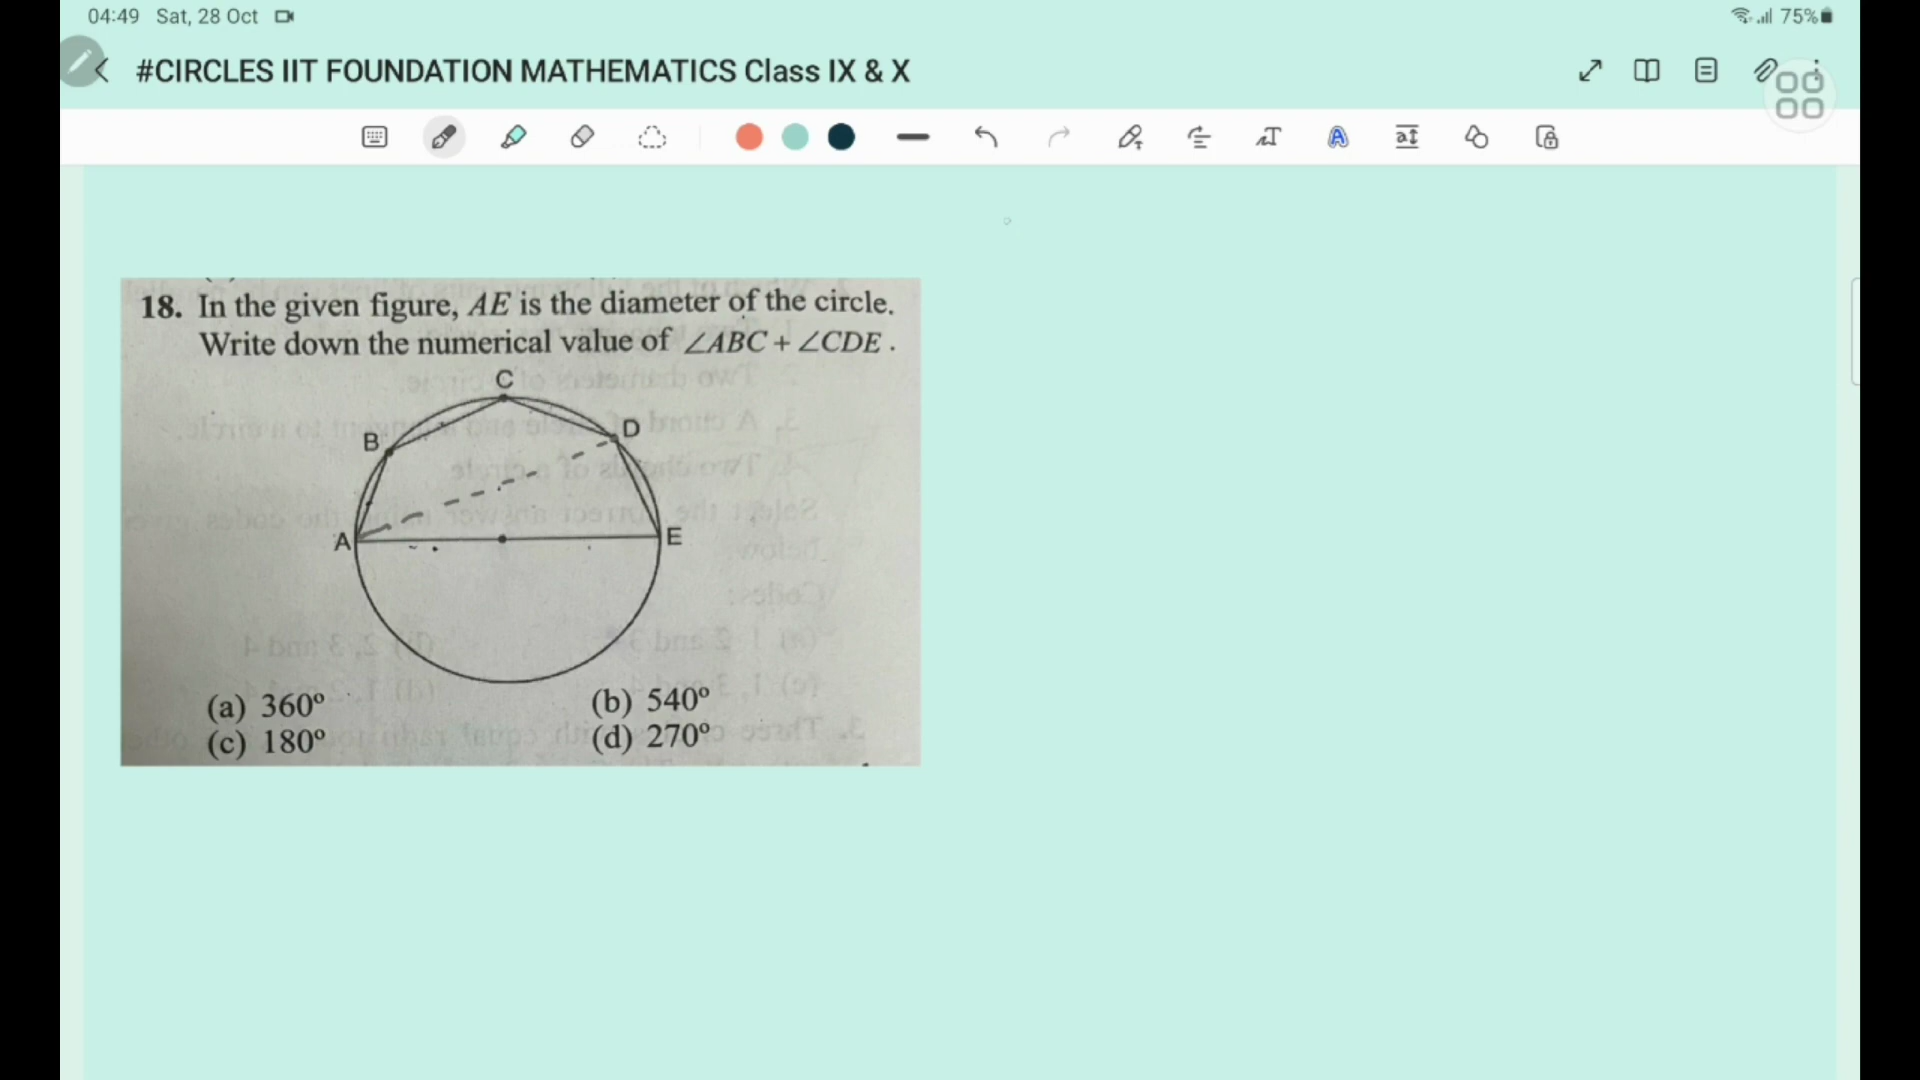 04:49 Sat, 28 Oct
75%
#CIRCLES IIT FOUNDATION MATHEMATICS Class IX & X
18. In the given figure, AE is the diameter of the circle.
Write down the numerical value of ∠ABC + ∠CDE.
C
B
D
A
E
(a) 360° (b) 540°
(c) 180° (d) 270°